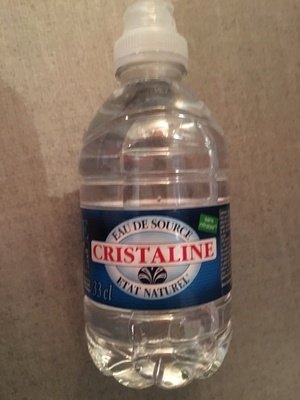 EAU DE SOURCE
CRISTALINE
ETAT NATUREL
33cl